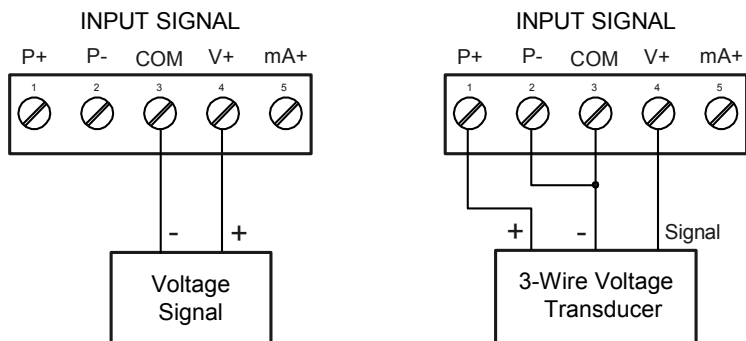 INPUT SIGNAL
P+ P- COM V+ mA+
1 2 3 4 5
- +
Voltage
Signal
INPUT SIGNAL
P+ P- COM V+ mA+
1 2 3 4 5
+ - Signal
3-Wire Voltage
Transducer